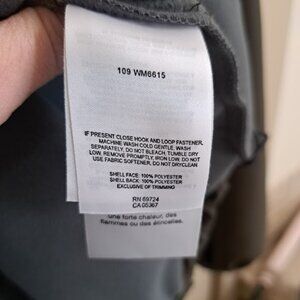 109 WM6615
IF PRESENT CLOSE HOOK AND LOOP FASTENER.
MACHINE WASH COLD GENTLE, WASH
SEPARATELY, DO NOT BLEACH, TUMBLE DRY
LOW, REMOVE PROMPTLY, IRON LOW, DO NOT
USE FABRIC SOFTENER, DO NOT DRYCLEAN.
SHELL FACE: 100% POLYESTER
SHELL BACK: 100% POLYESTER
EXCLUSIVE OF TRIMMING
RN 69724
CA 05367
une forte chaleur, des
flammes ou des étincelles.